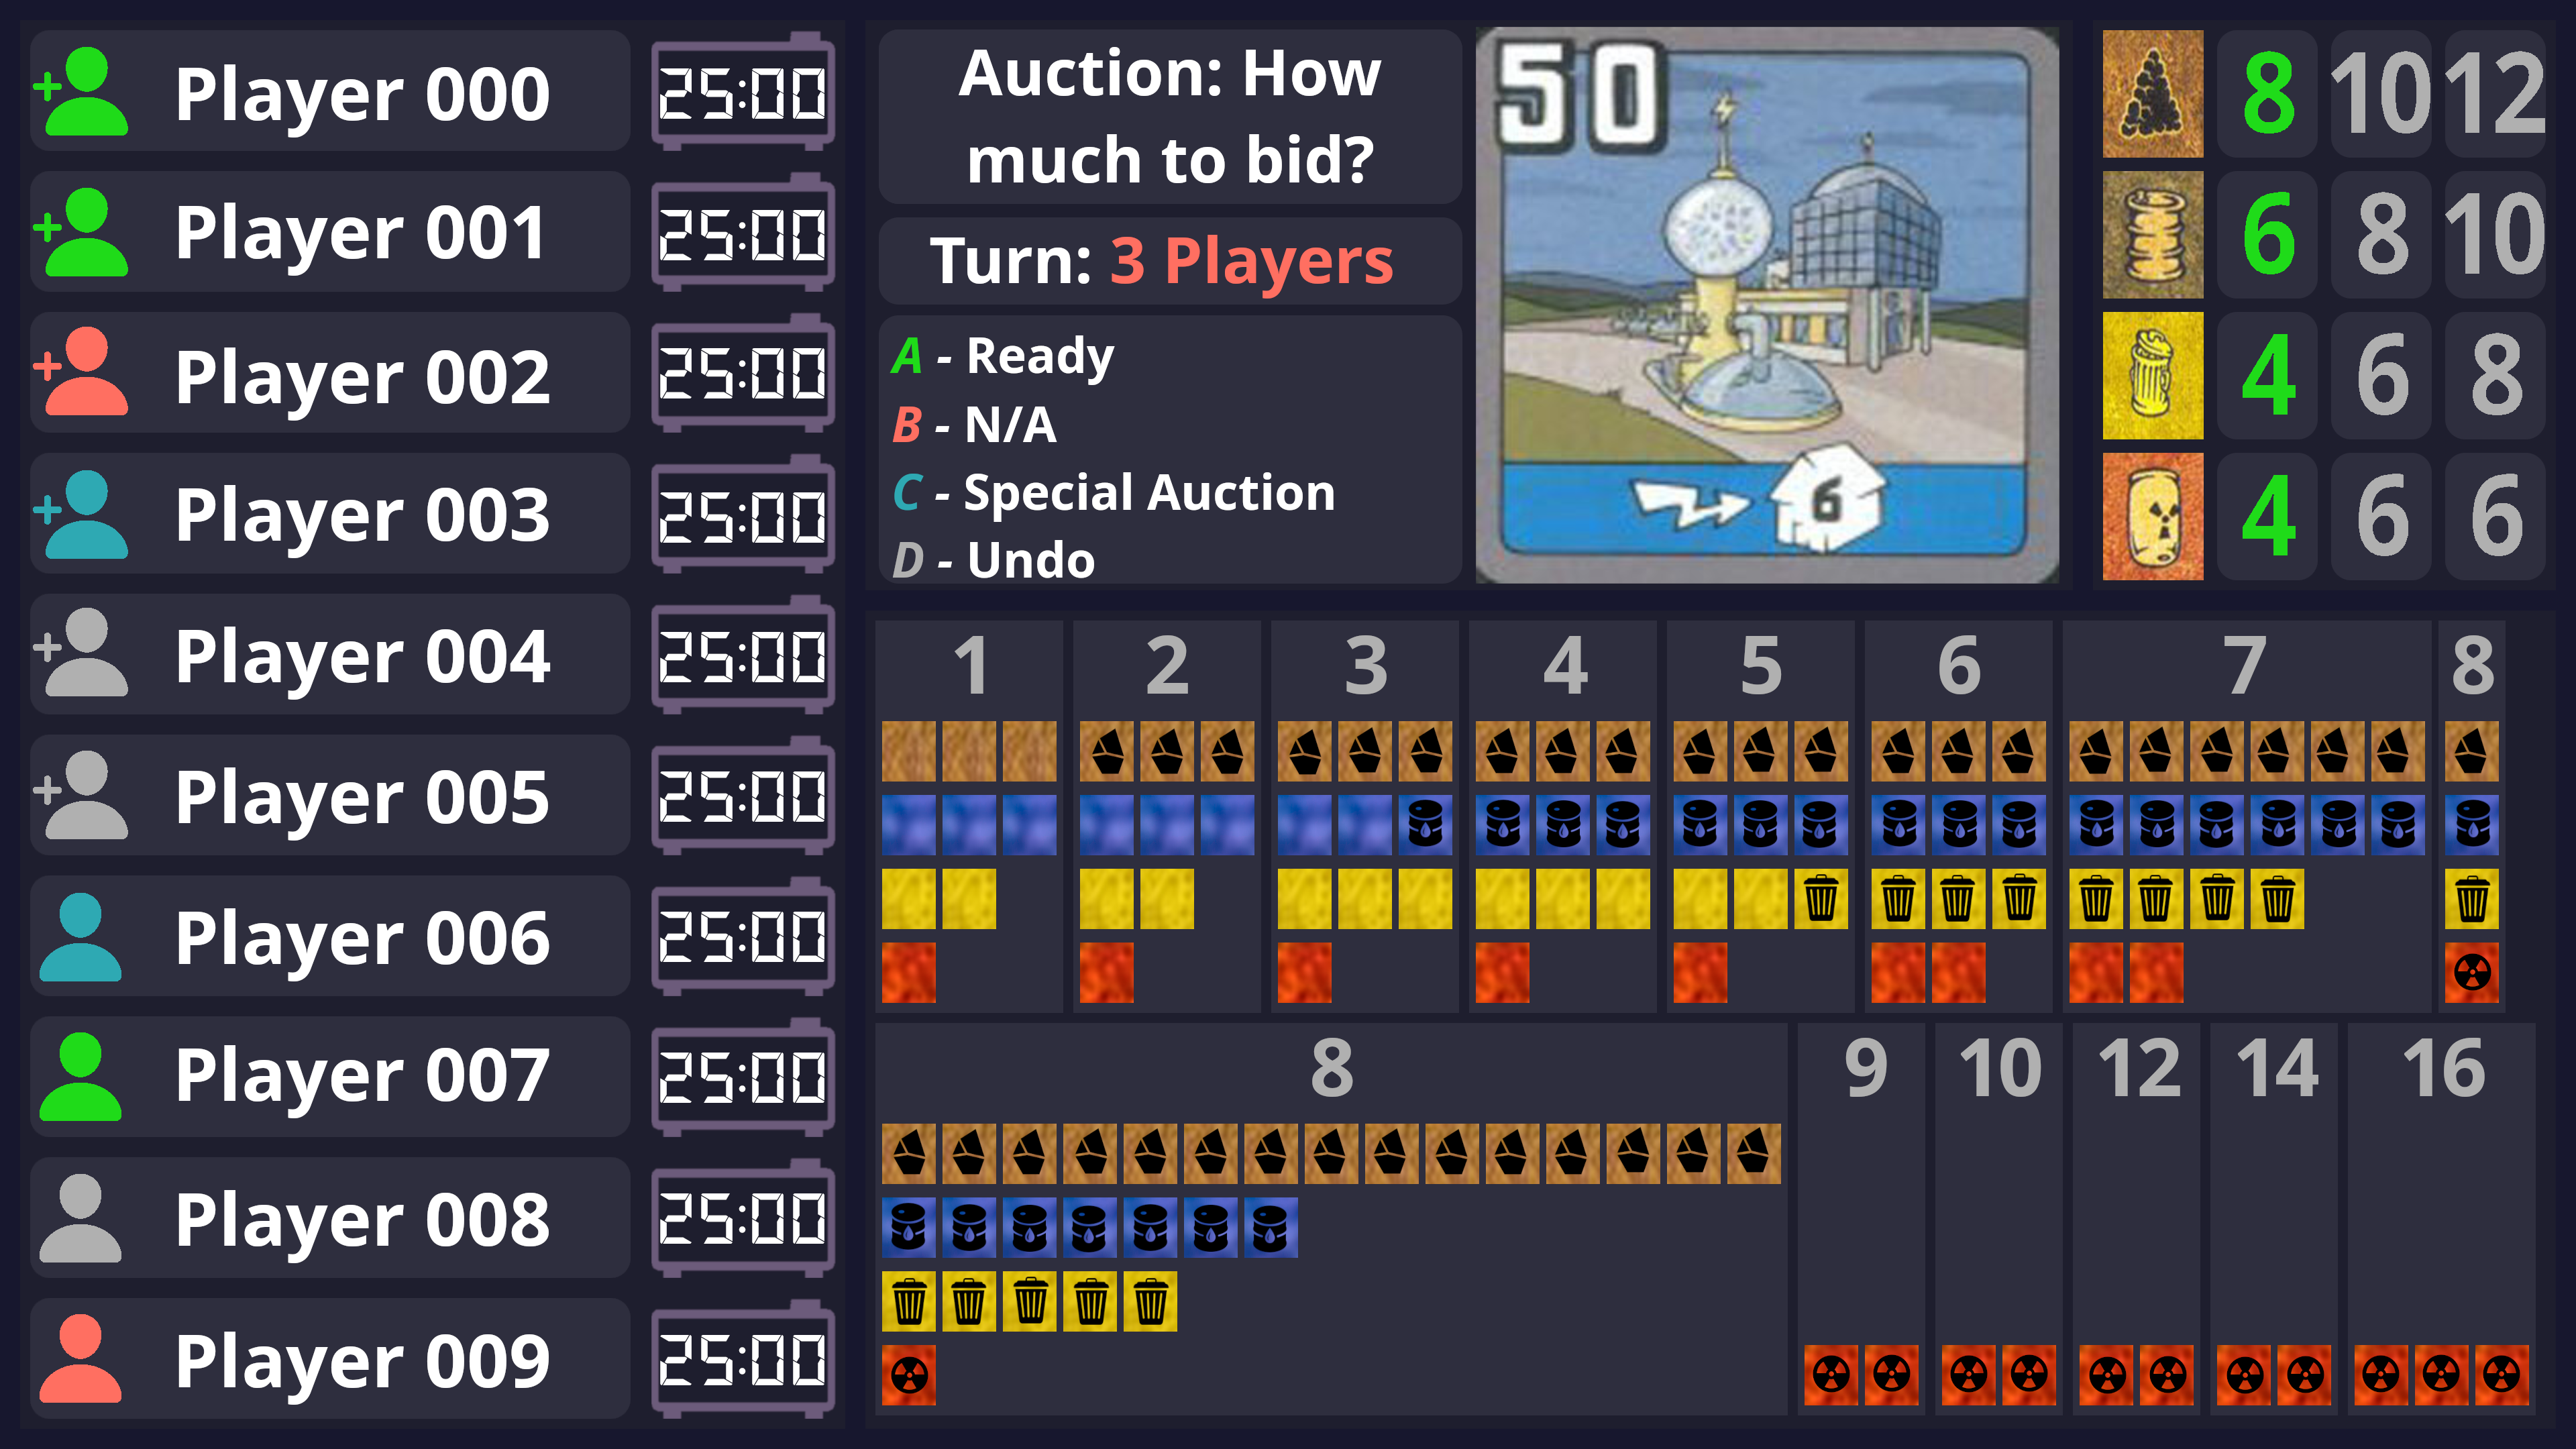 Player 000
25:00
Player 001
25:00
Player 002
25:00
Player 003
25:00
Player 004
25:00
Player 005
25:00
Player 006
25:00
Player 007
25:00
Player 008
25:00
Player 009
25:00
Auction: How
much to bid?
Turn: 3 Players
A - Ready
B - N/A
C - Special Auction
D - Undo
50
6
8 10 12
6 8 10
4 6 8
4 6 6
1 2 3 4 5 6 7 8
8 9 10 12 14 16